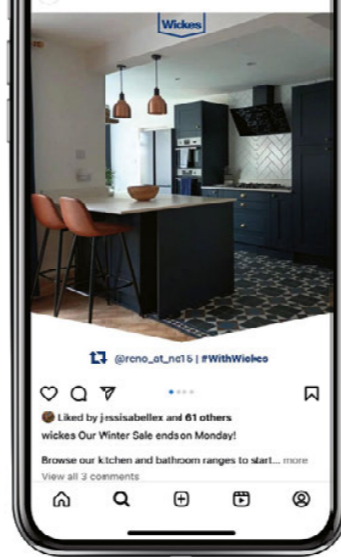 Wickes
@reno_at_no15 | #WithWickes
Liked by jessisabellex and 61 others
wickes Our Winter Sale ends on Monday!
Browse our kitchen and bathroom ranges to start... more
View all 3 comments